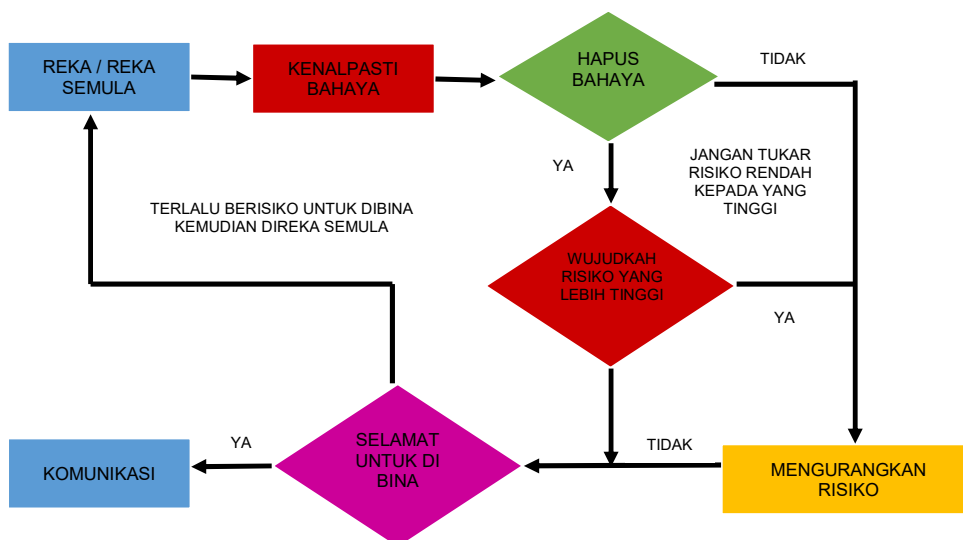 REKA / REKA
SEMULA
KENALPASTI
BAHAYA
HAPUS
BAHAYA
TIDAK
YA
JANGAN TUKAR
RISIKO RENDAH
KEPADA YANG
TINGGI
TERLALU BERISIKO UNTUK DIBINA
KEMUDIAN DIREKA SEMULA
WUJUDKAH
RISIKO YANG
LEBIH TINGGI
YA
TIDAK
MENGURANGKAN
RISIKO
SELAMAT
UNTUK DI
BINA
YA
KOMUNIKASI